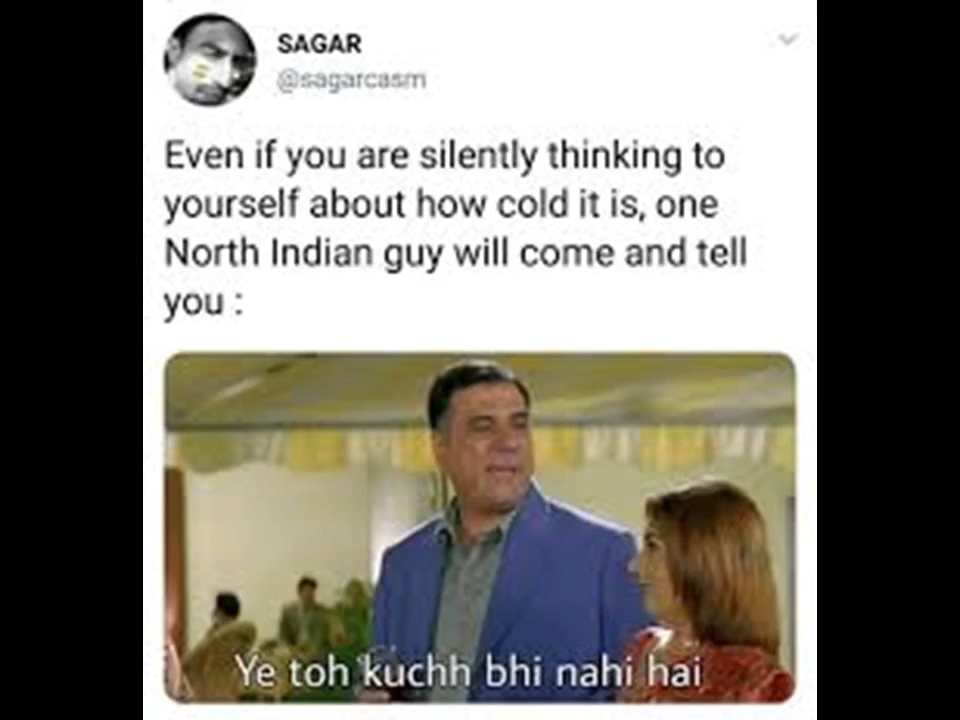 SAGAR
@sagarcasm
Even if you are silently thinking to
yourself about how cold it is, one
North Indian guy will come and tell
you :
Ye toh kuchh bhi nahi hai